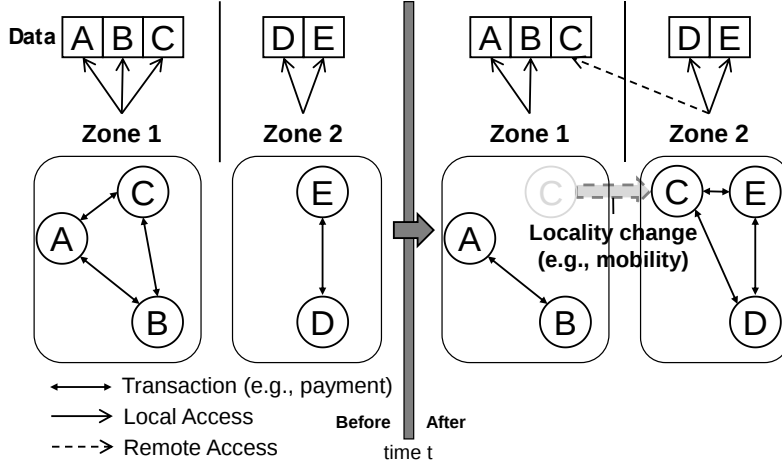 Data A B C D E A B C D E
Zone 1 Zone 2 Zone 1 Zone 2
C E C C E
A A
Locality change
(e.g., mobility)
B D B D
Transaction (e.g., payment)
Local Access
Remote Access
Before After
time t